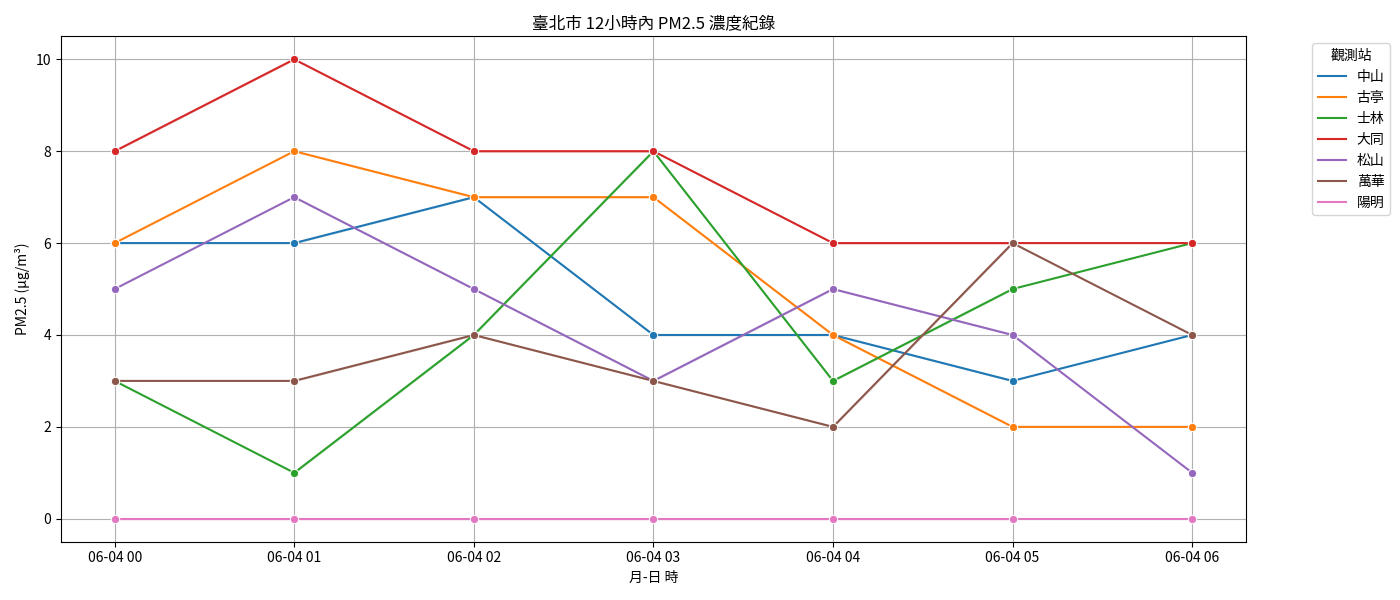 臺北市 12小時內 PM2.5 濃度紀錄
觀測站
中山
古亭
士林
大同
松山
萬華
陽明
PM2.5 (μg/m³)
10
8
6
4
2
0
06-04 00
06-04 01
06-04 02
06-04 03
06-04 04
06-04 05
06-04 06
月-日 時